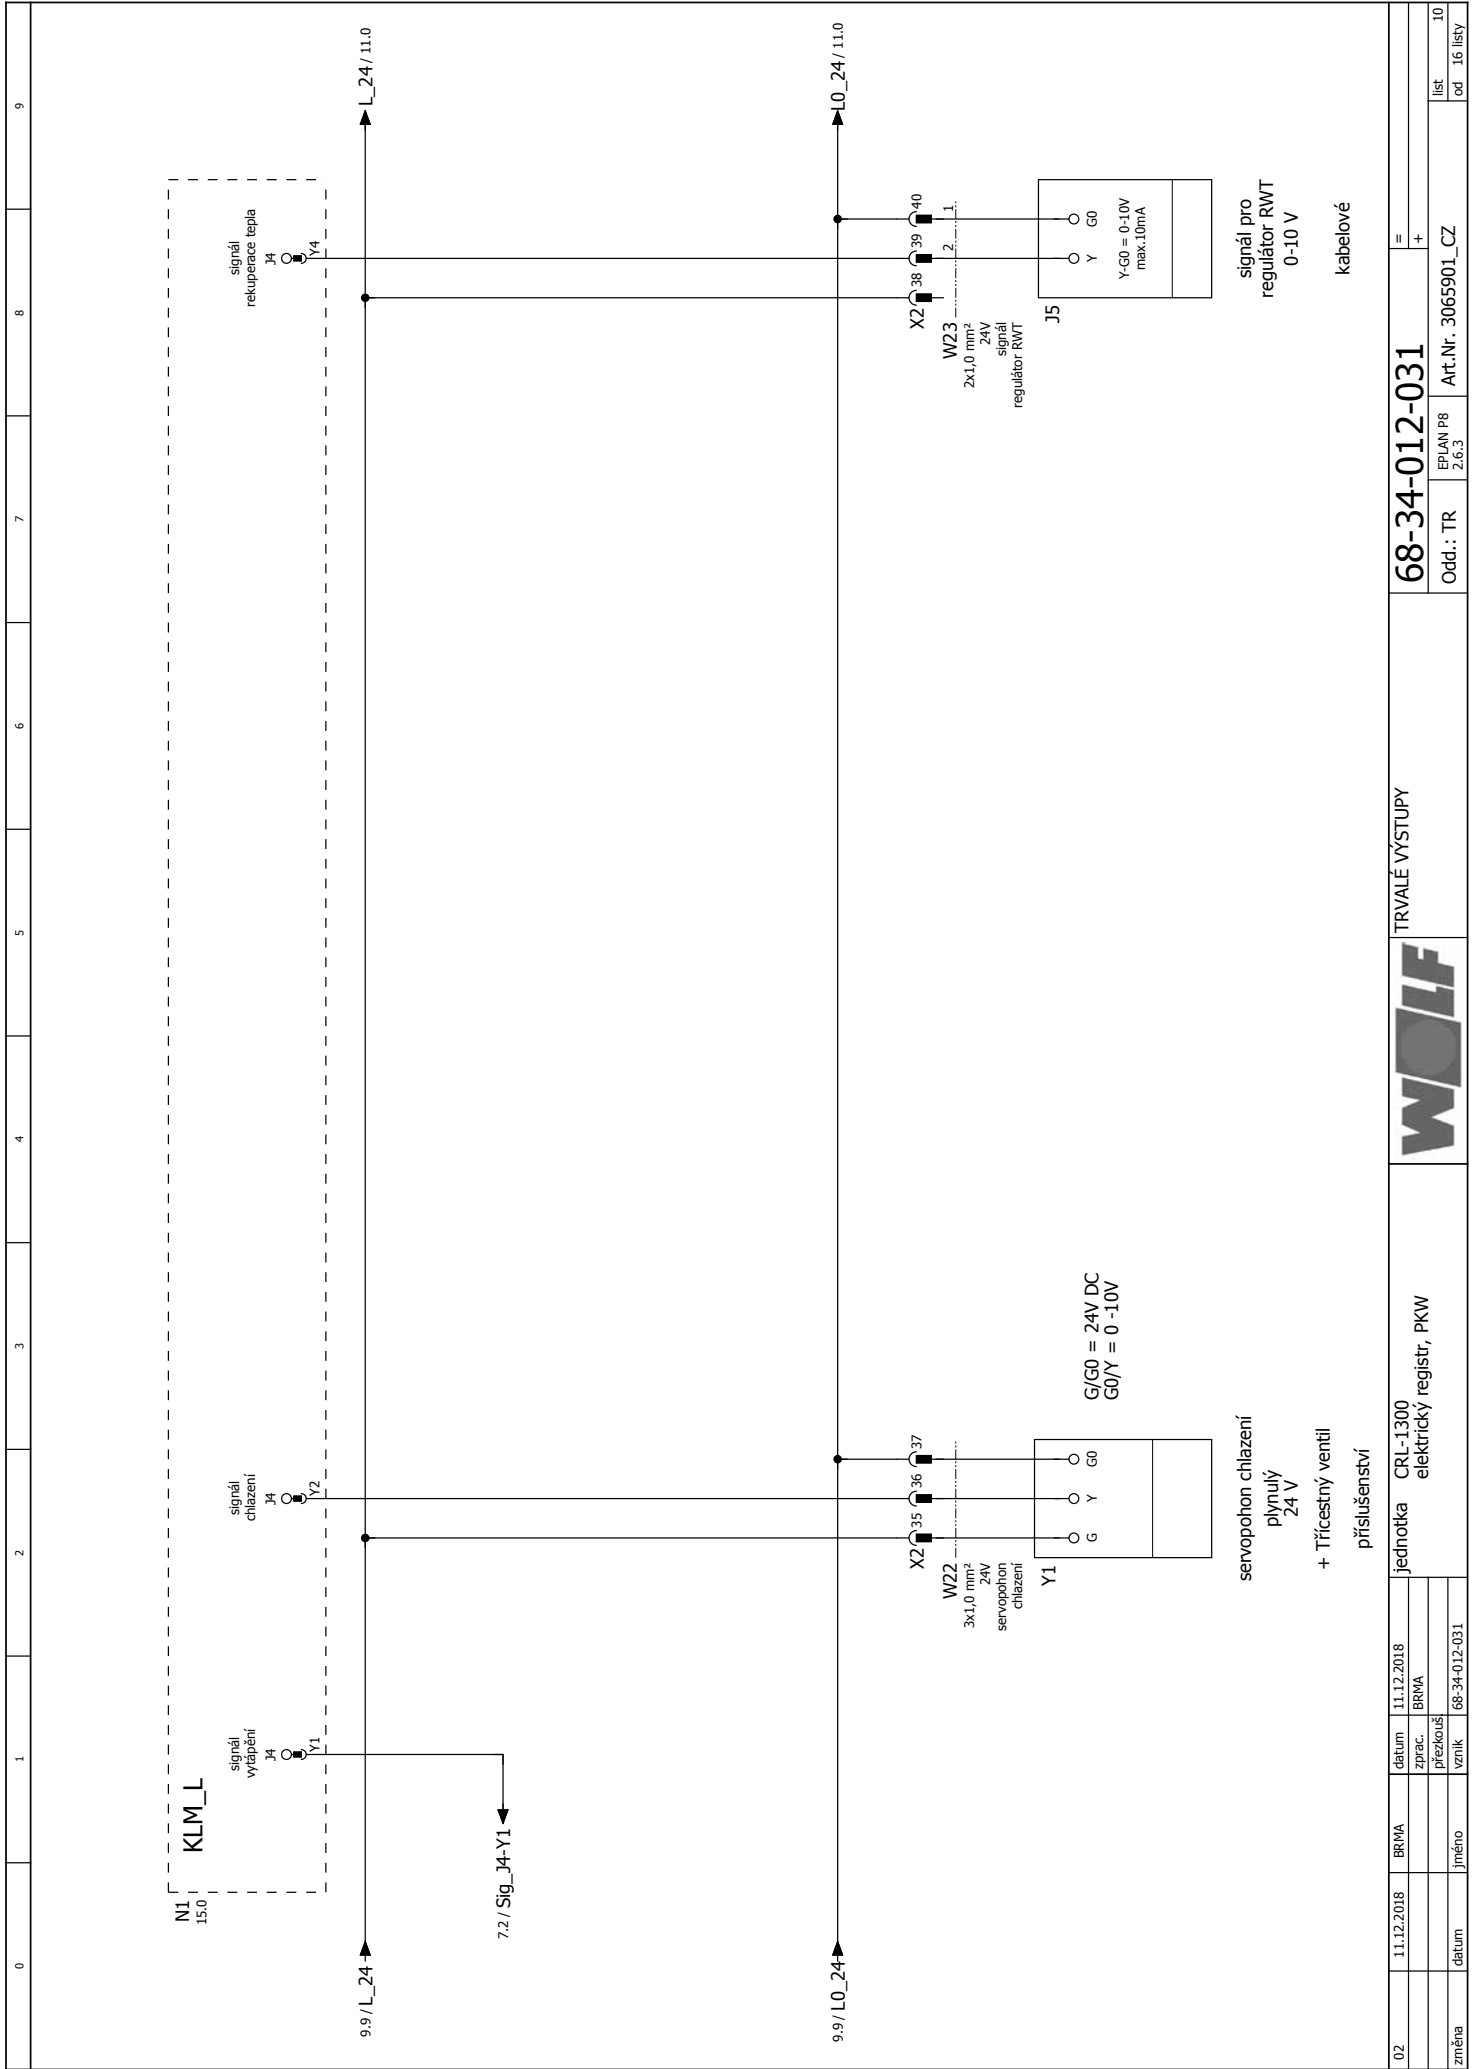 0 1 2 3 4 5 6 7 8 9
N1
15.0
KLM_L
signál
vytápění
J4
Y1
signál
chlazení
J4
Y2
signál
rekuperace tepla
J4
Y4
9.9 / L_24
L_24 / 11.0
7.2 / Sig_J4-Y1
9.9 / L0_24
L0_24 / 11.0
X2 35 36 37
W22
3x1,0 mm²
24V
servopohon
chlazení
Y1
G Y G0
G/G0 = 24V DC
G0/Y = 0 -10V
servopohon chlazení
plynulý
24 V
+ Třícestný ventil
příslušenství
X2 38 39 40
W23
2 1
2x1,0 mm²
24V
signál
regulátor RWT
J5
Y G0
Y-G0 = 0-10V
max.10mA
signál pro
regulátor RWT
0-10 V
kabelové
02 11.12.2018 BRMA
změna datum jméno
datum 11.12.2018
zprac. BRMA
přezkouš.
vznik 68-34-012-031
jednotka CRL-1300
elektrický registr, PKW
WOLF
TRVALÉ VÝSTUPY
68-34-012-031
=
+
Odd.: TR
EPLAN P8
2.6.3
Art.Nr. 3065901_CZ
list 10
od 16 listy